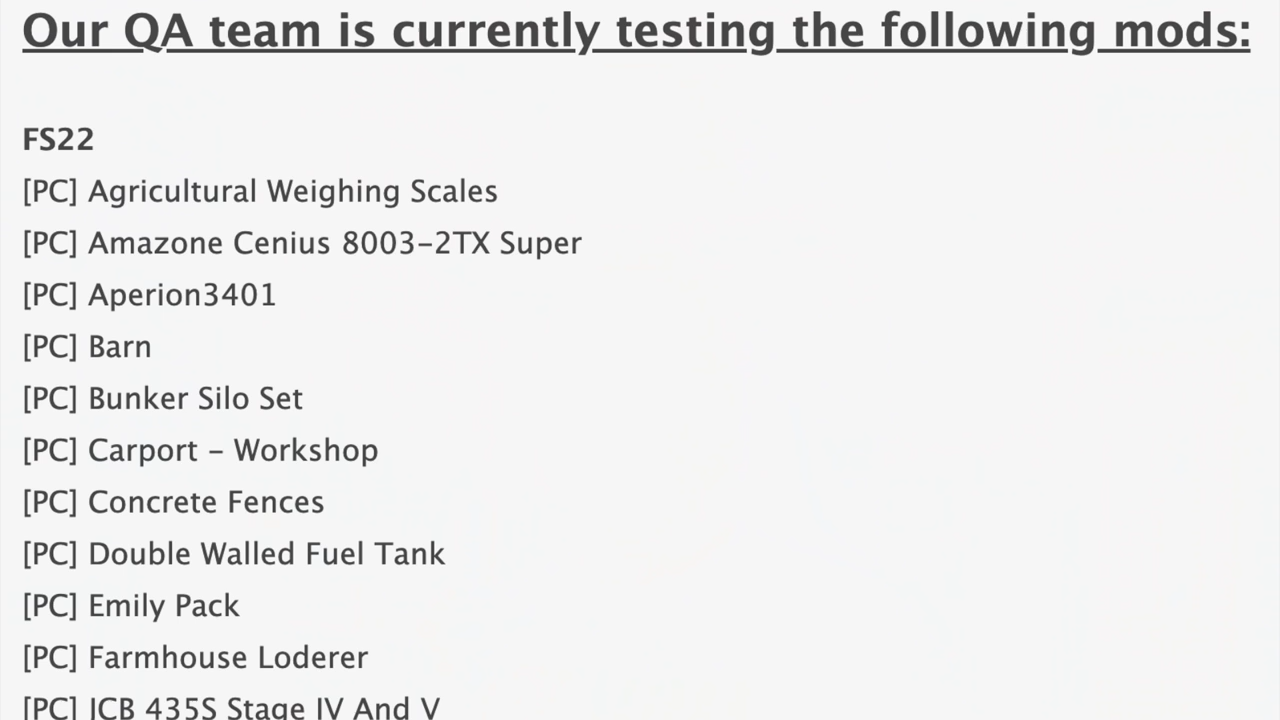 Our QA team is currently testing the following mods:
FS22
[PC] Agricultural Weighing Scales
[PC] Amazone Cenius 8003-2TX Super
[PC] Aperion3401
[PC] Barn
[PC] Bunker Silo Set
[PC] Carport - Workshop
[PC] Concrete Fences
[PC] Double Walled Fuel Tank
[PC] Emily Pack
[PC] Farmhouse Loderer
[PC] JCB 435S Stage IV And V